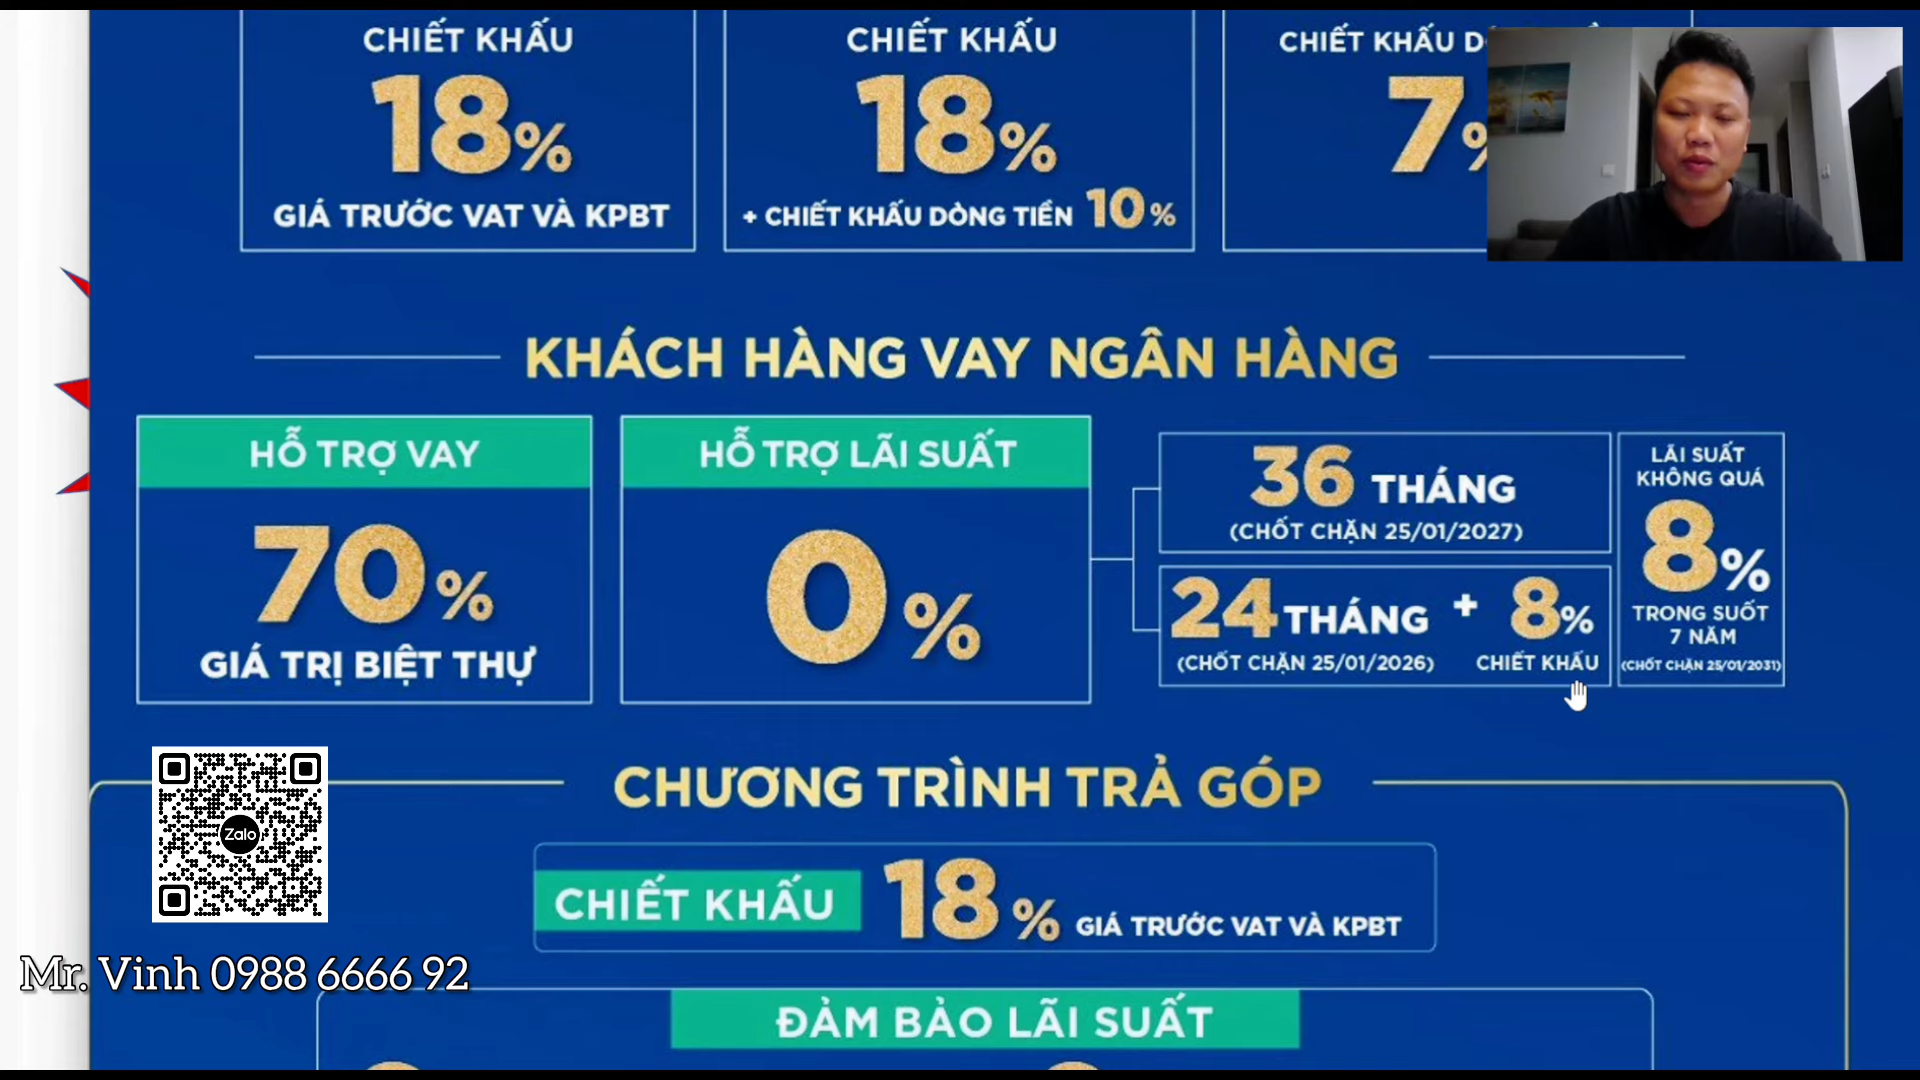 CHIẾT KHẤU
18%
GIÁ TRƯỚC VAT VÀ KPBT
CHIẾT KHẤU
18%
+ CHIẾT KHẤU DÒNG TIỀN 10%
CHIẾT KHẤU
7%
KHÁCH HÀNG VAY NGÂN HÀNG
HỖ TRỢ VAY
70%
GIÁ TRỊ BIỆT THỰ
HỖ TRỢ LÃI SUẤT
0%
36 THÁNG
(CHỐT CHẶN 25/01/2027)
24 THÁNG + 8%
(CHỐT CHẶN 25/01/2026) CHIẾT KHẤU
LÃI SUẤT
KHÔNG QUÁ
8%
TRONG SUỐT
7 NĂM
(CHỐT CHẶN 25/01/2031)
CHƯƠNG TRÌNH TRẢ GÓP
CHIẾT KHẤU 18% GIÁ TRƯỚC VAT VÀ KPBT
Zalo
Mr. Vinh 0988 6666 92
ĐẢM BẢO LÃI SUẤT